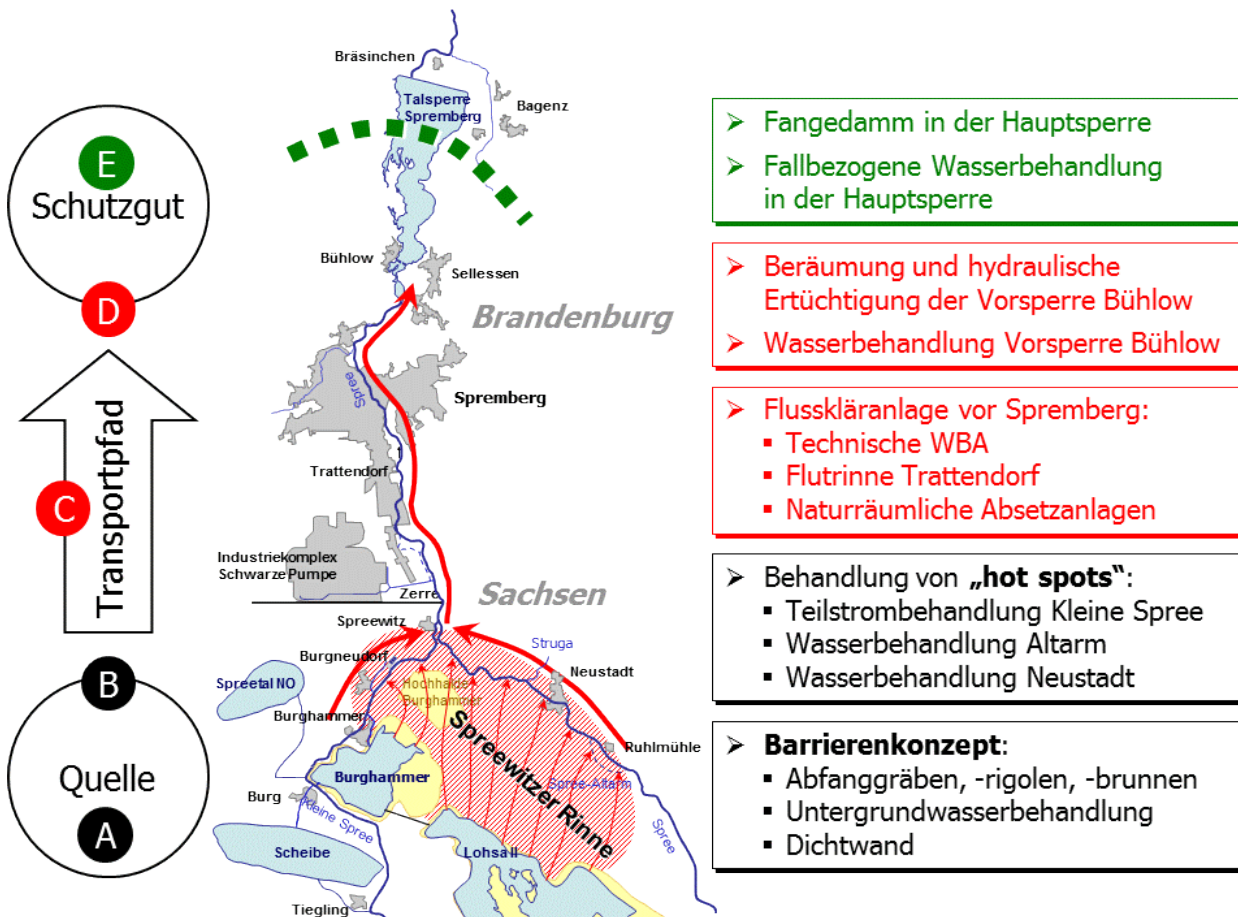 E
Schutzgut
D
C
Transportpfad
B
Quelle
A
Bräsinchen
Talsperre
Spremberg
Bagenz
Bühlow
Sellessen
Brandenburg
Spree
Spremberg
Trattendorf
Industriekomplex
Schwarze Pumpe
Zerre
Sachsen
Spreewitz
Struga
Burgneudorf
Neustadt
Spreetal NO
Hochhalde
Burghammer
Burghammer
Spreewitzer Rinne
Ruhlmühle
Burghammer
Spree-Altarm
Burg
Kleine Spree
Spree
Scheibe
Lohsa II
Tiegling
➢ Fangedamm in der Hauptsperre
➢ Fallbezogene Wasserbehandlung
in der Hauptsperre
➢ Beräumung und hydraulische
Ertüchtigung der Vorsperre Bühlow
➢ Wasserbehandlung Vorsperre Bühlow
➢ Flusskläranlage vor Spremberg:
▪ Technische WBA
▪ Flutrinne Trattendorf
▪ Naturräumliche Absetzanlagen
➢ Behandlung von „hot spots“:
▪ Teilstrombehandlung Kleine Spree
▪ Wasserbehandlung Altarm
▪ Wasserbehandlung Neustadt
➢ Barrierenkonzept:
▪ Abfanggräben, -rigolen, -brunnen
▪ Untergrundwasserbehandlung
▪ Dichtwand